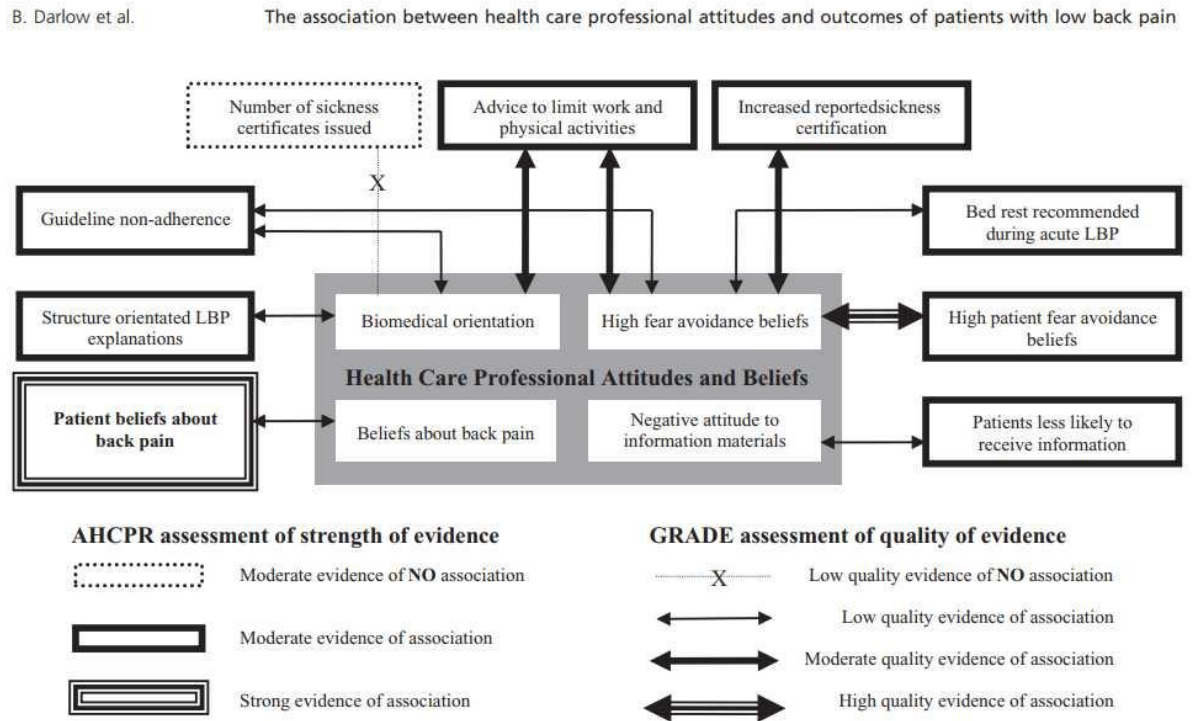 B. Darlow et al.
The association between health care professional attitudes and outcomes of patients with low back pain
Number of sickness
certificates issued
Advice to limit work and
physical activities
Increased reportedsickness
certification
X
Guideline non-adherence
Bed rest recommended
during acute LBP
Structure orientated LBP
explanations
Biomedical orientation
High fear avoidance beliefs
High patient fear avoidance
beliefs
Health Care Professional Attitudes and Beliefs
Patient beliefs about
back pain
Beliefs about back pain
Negative attitude to
information materials
Patients less likely to
receive information
AHCPR assessment of strength of evidence
Moderate evidence of NO association
Moderate evidence of association
Strong evidence of association
GRADE assessment of quality of evidence
X
Low quality evidence of NO association
Low quality evidence of association
Moderate quality evidence of association
High quality evidence of association